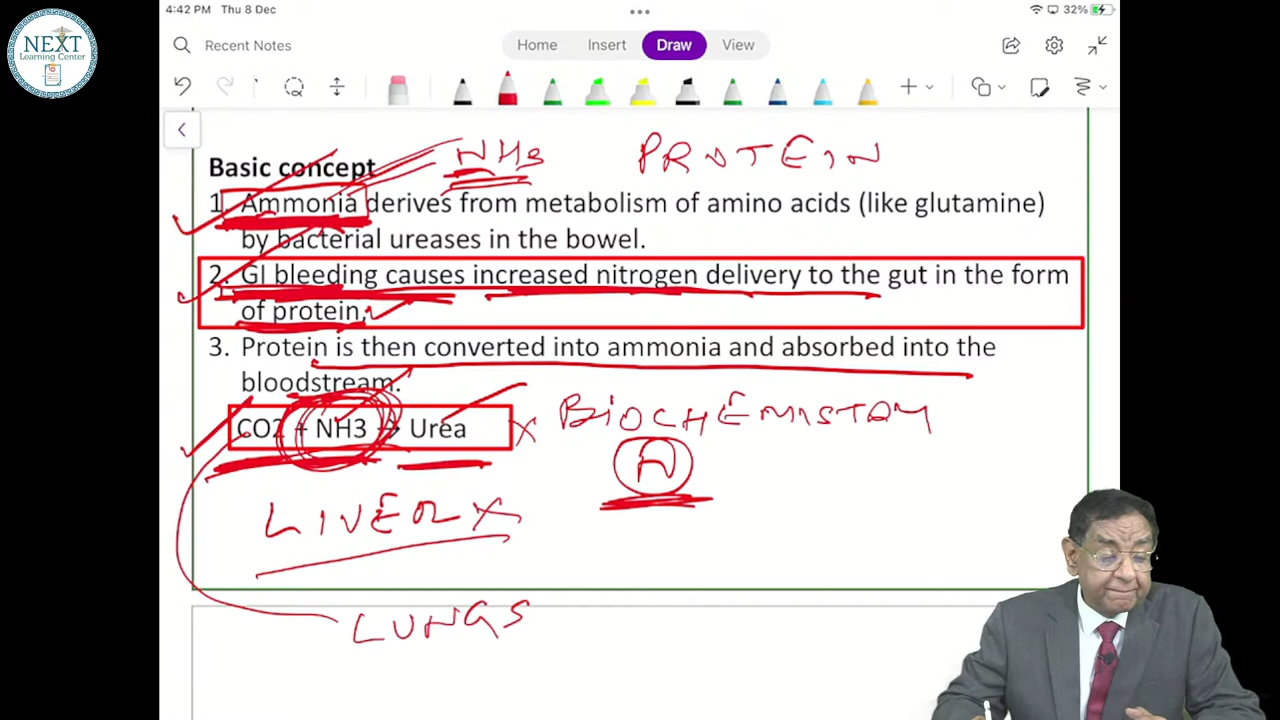 4:42 PM Thu 8 Dec
32%
NEXT
Learning Center
Recent Notes
Home Insert Draw View
Basic concept
NH3
PROTEIN
1. Ammonia derives from metabolism of amino acids (like glutamine)
by bacterial ureases in the bowel.
2. GI bleeding causes increased nitrogen delivery to the gut in the form
of protein.
3. Protein is then converted into ammonia and absorbed into the
bloodstream.
CO2 + NH3 → Urea
X BIOCHEMISTRY
N
LIVER X
LUNGS